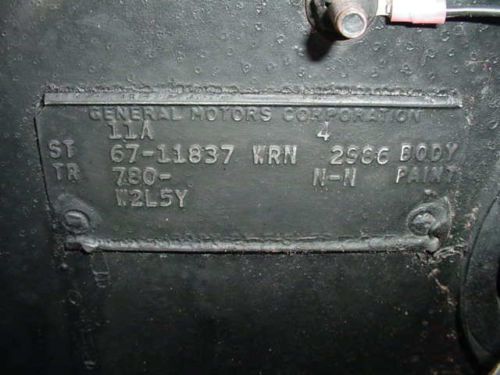 GENERAL MOTORS CORPORATION
11A 4
ST 67-11837 WRN 2966 BODY
TR 780- N-N PAINT
W2L5Y